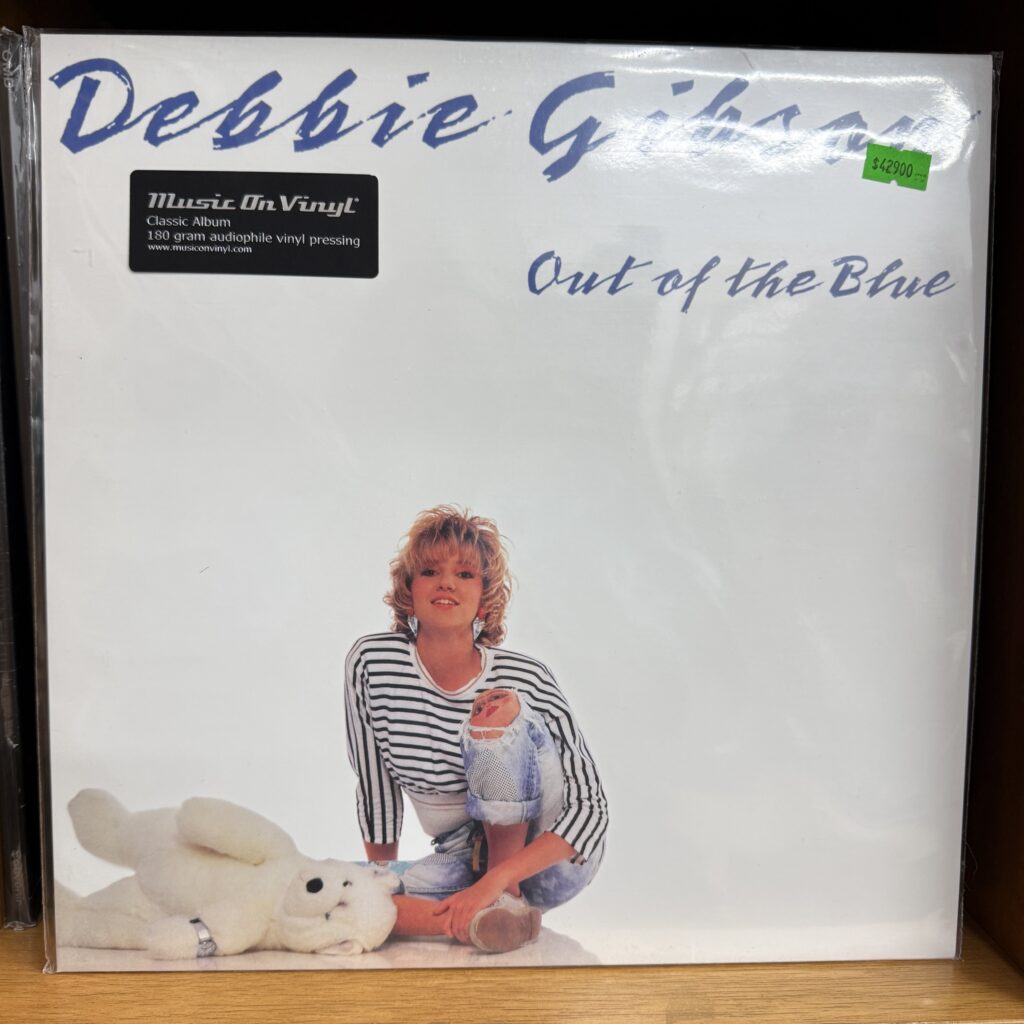 Debbie Gibson
$42900
Music On Vinyl
Classic Album
180 gram audiophile vinyl pressing
www.musiconvinyl.com
Out of the Blue